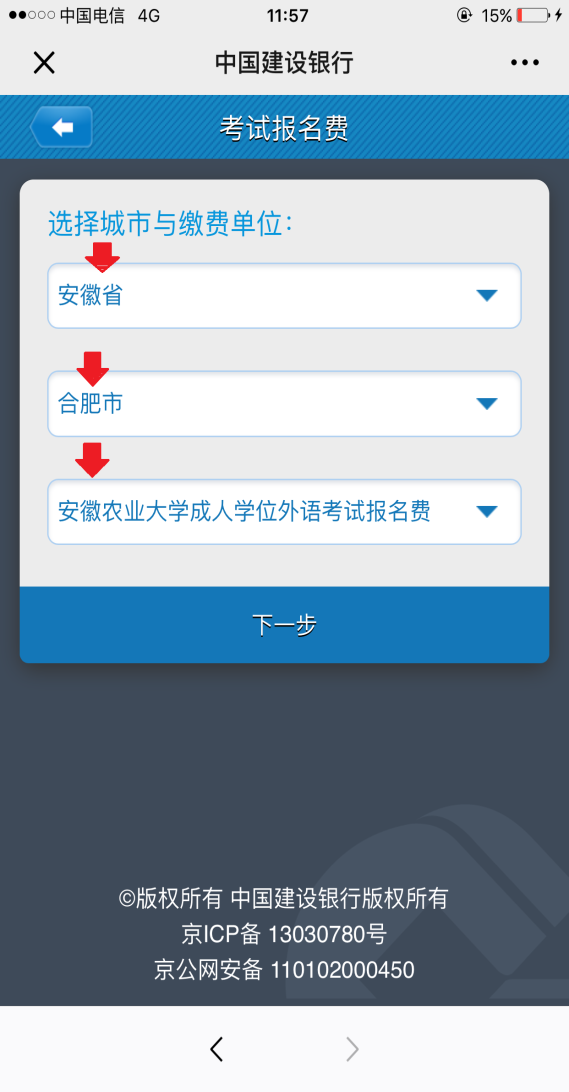 中国电信 4G 11:57 15%
中国建设银行
考试报名费
选择城市与缴费单位:
安徽省
合肥市
安徽农业大学成人学位外语考试报名费
下一步
©版权所有 中国建设银行版权所有
京ICP备 13030780号
京公网安备 110102000450